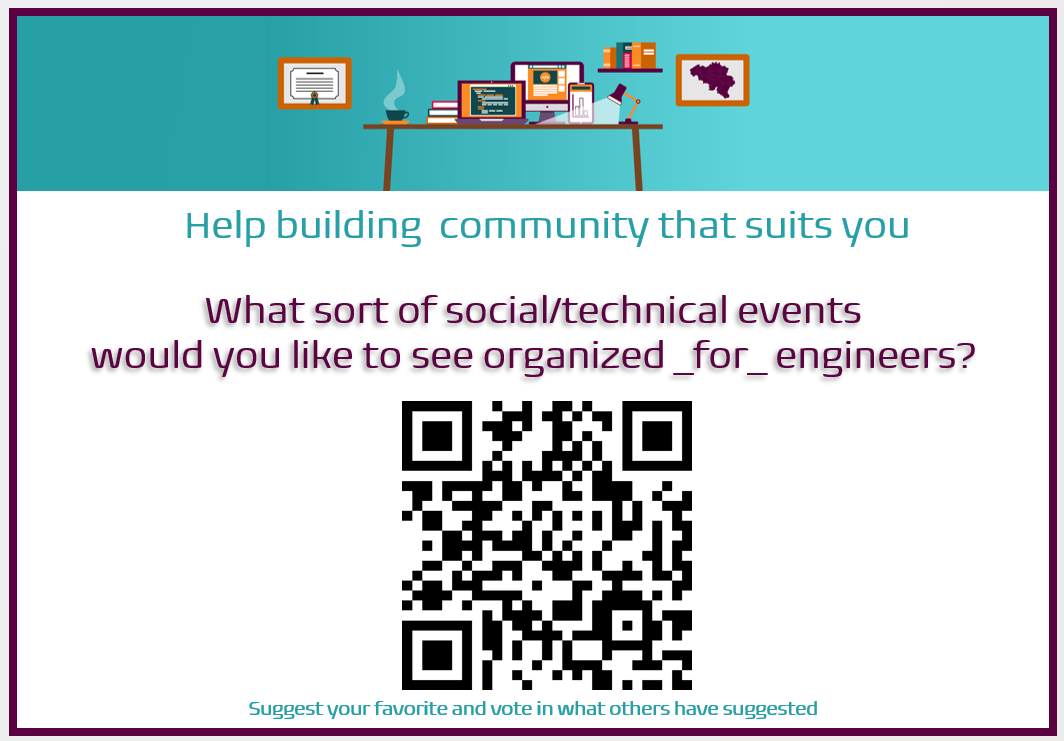 Help building  community that suits you
What sort of social/technical events
would you like to see organized _for_ engineers?
Suggest your favorite and vote in what others have suggested